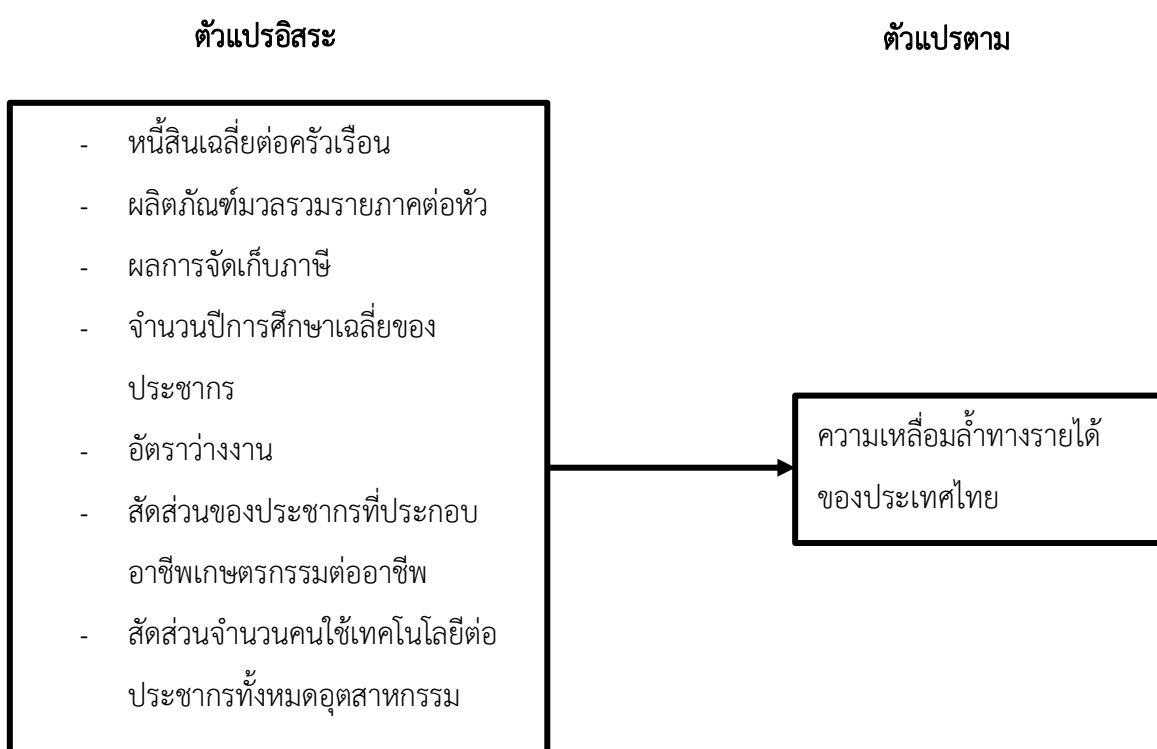 ตัวแปรอิสระ
ตัวแปรตาม
- หนี้สินเฉลี่ยต่อครัวเรือน
- ผลิตภัณฑ์มวลรวมรายภาคต่อหัว
- ผลการจัดเก็บภาษี
- จำนวนปีการศึกษาเฉลี่ยของ
ประชากร
- อัตราว่างงาน
- สัดส่วนของประชากรที่ประกอบ
อาชีพเกษตรกรรมต่ออาชีพ
- สัดส่วนจำนวนคนใช้เทคโนโลยีต่อ
ประชากรทั้งหมดอุตสาหกรรม
ความเหลื่อมล้ำทางรายได้
ของประเทศไทย